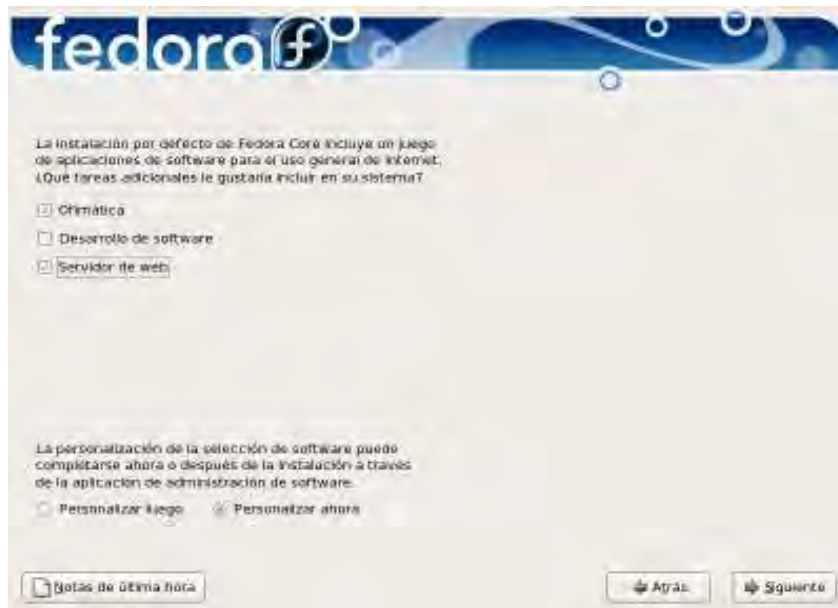 fedora
La instalación por defecto de Fedora Core incluye un juego
de aplicaciones de software para el uso general de Internet.
¿Qué tareas adicionales le gustaría incluir en su sistema?
Ofimática
Desarrollo de software
Servidor de web
La personalización de la selección de software puede
completarse ahora o después de la instalación a través
de la aplicación de administración de software.
Personalizar luego
Personalizar ahora
Notas de última hora
Atrás
Siguiente